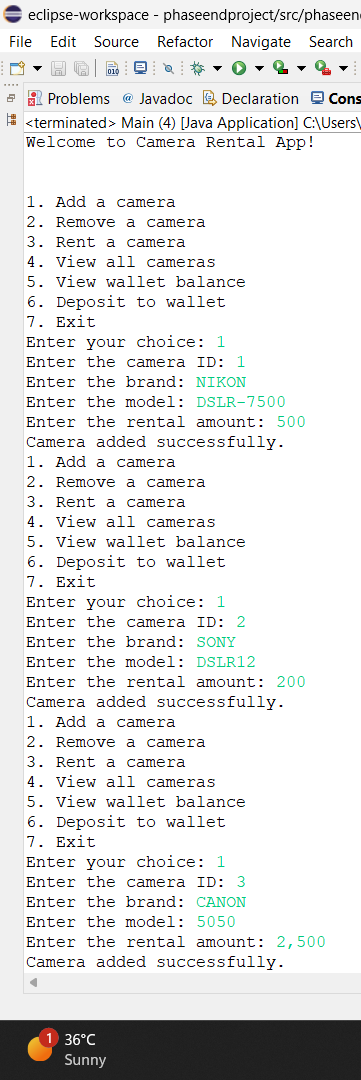 eclipse-workspace - phaseendproject/src/phaseen
File Edit Source Refactor Navigate Search
Problems @ Javadoc Declaration Cons
<terminated> Main (4) [Java Application] C:\Users\
Welcome to Camera Rental App!
1. Add a camera
2. Remove a camera
3. Rent a camera
4. View all cameras
5. View wallet balance
6. Deposit to wallet
7. Exit
Enter your choice: 1
Enter the camera ID: 1
Enter the brand: NIKON
Enter the model: DSLR-7500
Enter the rental amount: 500
Camera added successfully.
1. Add a camera
2. Remove a camera
3. Rent a camera
4. View all cameras
5. View wallet balance
6. Deposit to wallet
7. Exit
Enter your choice: 1
Enter the camera ID: 2
Enter the brand: SONY
Enter the model: DSLR12
Enter the rental amount: 200
Camera added successfully.
1. Add a camera
2. Remove a camera
3. Rent a camera
4. View all cameras
5. View wallet balance
6. Deposit to wallet
7. Exit
Enter your choice: 1
Enter the camera ID: 3
Enter the brand: CANON
Enter the model: 5050
Enter the rental amount: 2,500
Camera added successfully.
1
36°C
Sunny